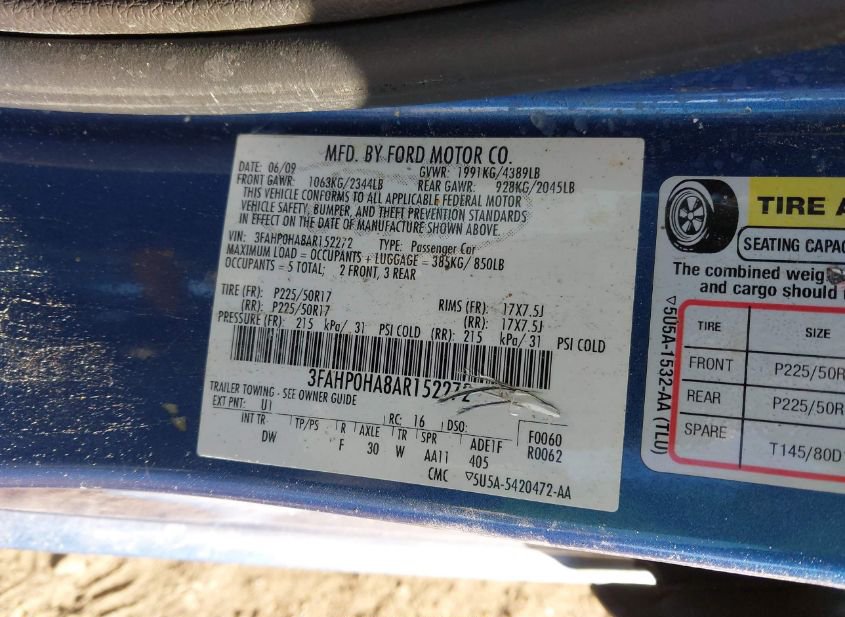 MFD. BY FORD MOTOR CO.
DATE: 06/09 GVWR: 1991KG/4389LB
FRONT GAWR: 1063KG/2344LB REAR GAWR: 928KG/2045LB
THIS VEHICLE CONFORMS TO ALL APPLICABLE FEDERAL MOTOR
VEHICLE SAFETY, BUMPER, AND THEFT PREVENTION STANDARDS
IN EFFECT ON THE DATE OF MANUFACTURE SHOWN ABOVE.
VIN: 3FAHP0HA8AR152272 TYPE: Passenger Car
MAXIMUM LOAD = OCCUPANTS + LUGGAGE = 385KG/ 850LB
OCCUPANTS = 5 TOTAL; 2 FRONT, 3 REAR
TIRE (FR): P225/50R17 RIMS (FR): 17X7.5J
(RR): P225/50R17 (RR): 17X7.5J
PRESSURE (FR): 215 kPa/ 31 PSI COLD (RR): 215 kPa/ 31 PSI COLD
3FAHP0HA8AR152272
TRAILER TOWING - SEE OWNER GUIDE
EXT PNT: U1 RC: 16 DSO: F0060
INT TR TP/PS R AXLE TR SPR ADE1F R0062
DW F 30 W AA11 405
CMC ▽5U5A-5420472-AA
TIRE A
SEATING CAPAC
The combined weig
and cargo should
▽5U5A-1532-AA (TLU)
TIRE SIZE
FRONT P225/50R
REAR P225/50R
SPARE T145/80D